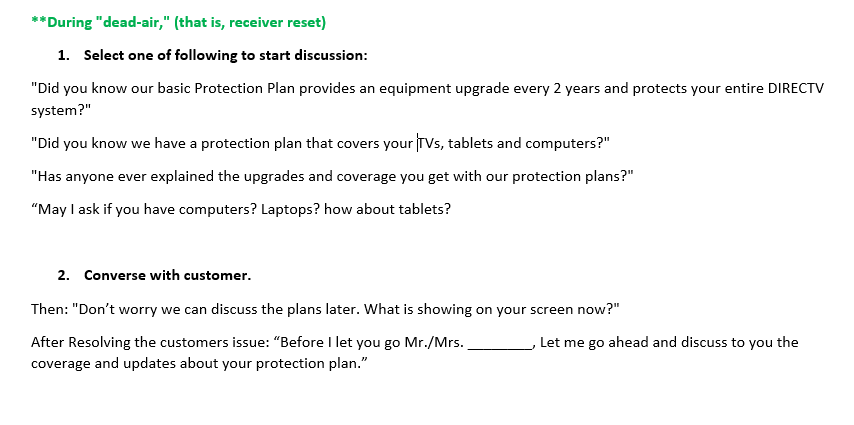 **During "dead-air," (that is, receiver reset)
1. Select one of following to start discussion:
"Did you know our basic Protection Plan provides an equipment upgrade every 2 years and protects your entire DIRECTV
system?"
"Did you know we have a protection plan that covers your TVs, tablets and computers?"
"Has anyone ever explained the upgrades and coverage you get with our protection plans?"
“May I ask if you have computers? Laptops? how about tablets?
2. Converse with customer.
Then: "Don’t worry we can discuss the plans later. What is showing on your screen now?"
After Resolving the customers issue: “Before I let you go Mr./Mrs. ________, Let me go ahead and discuss to you the
coverage and updates about your protection plan.”